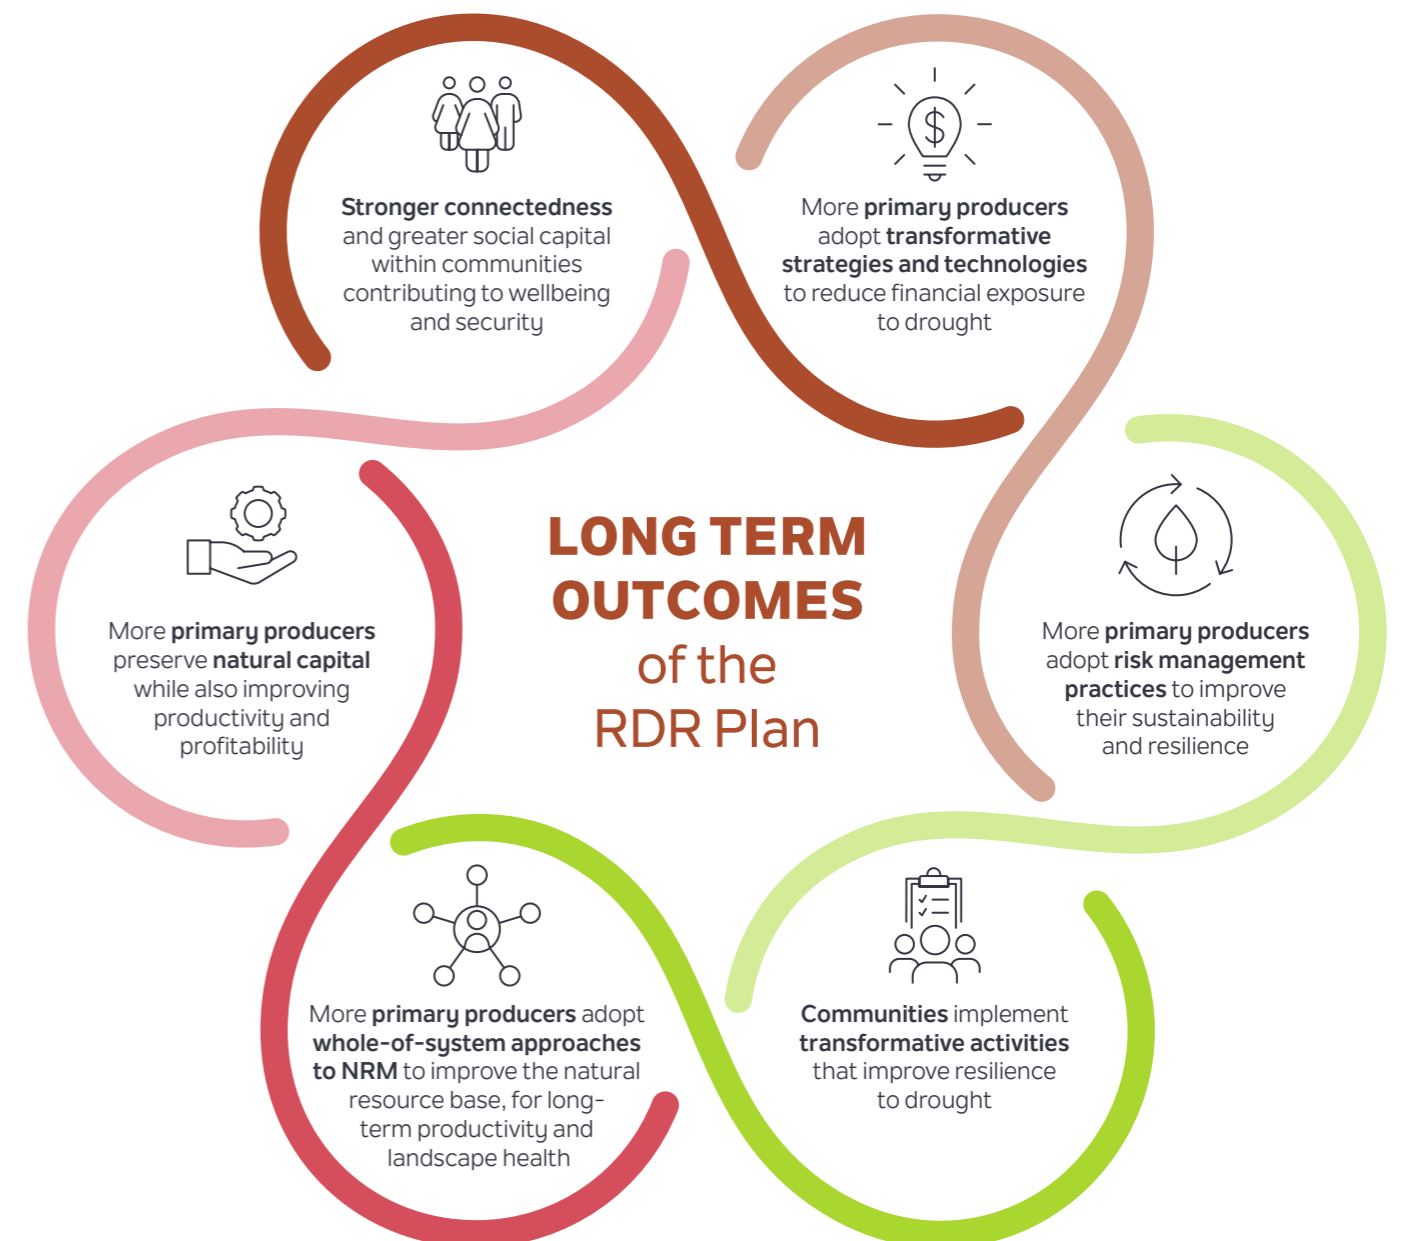 Stronger connectedness
and greater social capital
within communities
contributing to wellbeing
and security
More primary producers
adopt transformative
strategies and technologies
to reduce financial exposure
to drought
$
LONG TERM
OUTCOMES
of the
RDR Plan
More primary producers
preserve natural capital
while also improving
productivity and
profitability
More primary producers
adopt risk management
practices to improve
their sustainability
and resilience
More primary producers adopt
whole-of-system approaches
to NRM to improve the natural
resource base, for long-
term productivity and
landscape health
Communities implement
transformative activities
that improve resilience
to drought